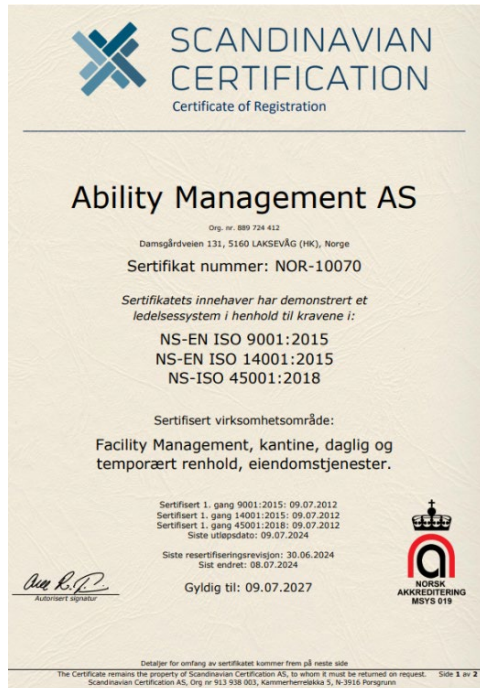 SCANDINAVIAN
CERTIFICATION
Certificate of Registration
Ability Management AS
Org. nr. 889 724 412
Damsgårdveien 131, 5160 LAKSEVÅG (HK), Norge
Sertifikat nummer: NOR-10070
Sertifikatets innehaver har demonstrert et
ledelsessystem i henhold til kravene i:
NS-EN ISO 9001:2015
NS-EN ISO 14001:2015
NS-ISO 45001:2018
Sertifisert virksomhetsområde:
Facility Management, kantine, daglig og
temporært renhold, eiendomstjenester.
Sertifisert 1. gang 9001:2015: 09.07.2012
Sertifisert 1. gang 14001:2015: 09.07.2012
Sertifisert 1. gang 45001:2018: 09.07.2012
Siste utløpsdato: 09.07.2024
Siste resertifiseringsrevisjon: 30.06.2024
Sist endret: 08.07.2024
Gyldig til: 09.07.2027
Autorisert signatur
NORSK
AKKREDITERING
MSYS 019
Detaljer for omfang av sertifikatet kommer frem på neste side
The Certificate remains the property of Scandinavian Certification AS, to whom it must be returned on request. Side 1 av 2
Scandinavian Certification AS, Org nr 913 938 003, Kammerherreløkka 5, N-3916 Porsgrunn